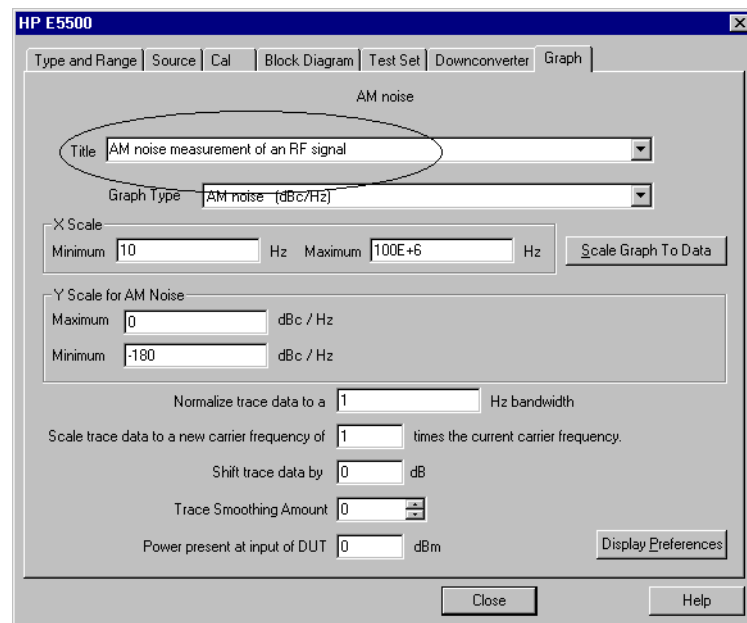 HP E5500
Type and Range Source Cal Block Diagram Test Set Downconverter Graph
AM noise
Title AM noise measurement of an RF signal
Graph Type AM noise (dBc/Hz)
X Scale
Minimum 10 Hz Maximum 100E+6 Hz Scale Graph To Data
Y Scale for AM Noise
Maximum 0 dBc / Hz
Minimum -180 dBc / Hz
Normalize trace data to a 1 Hz bandwidth
Scale trace data to a new carrier frequency of 1 times the current carrier frequency.
Shift trace data by 0 dB
Trace Smoothing Amount 0
Power present at input of DUT 0 dBm Display Preferences
Close Help